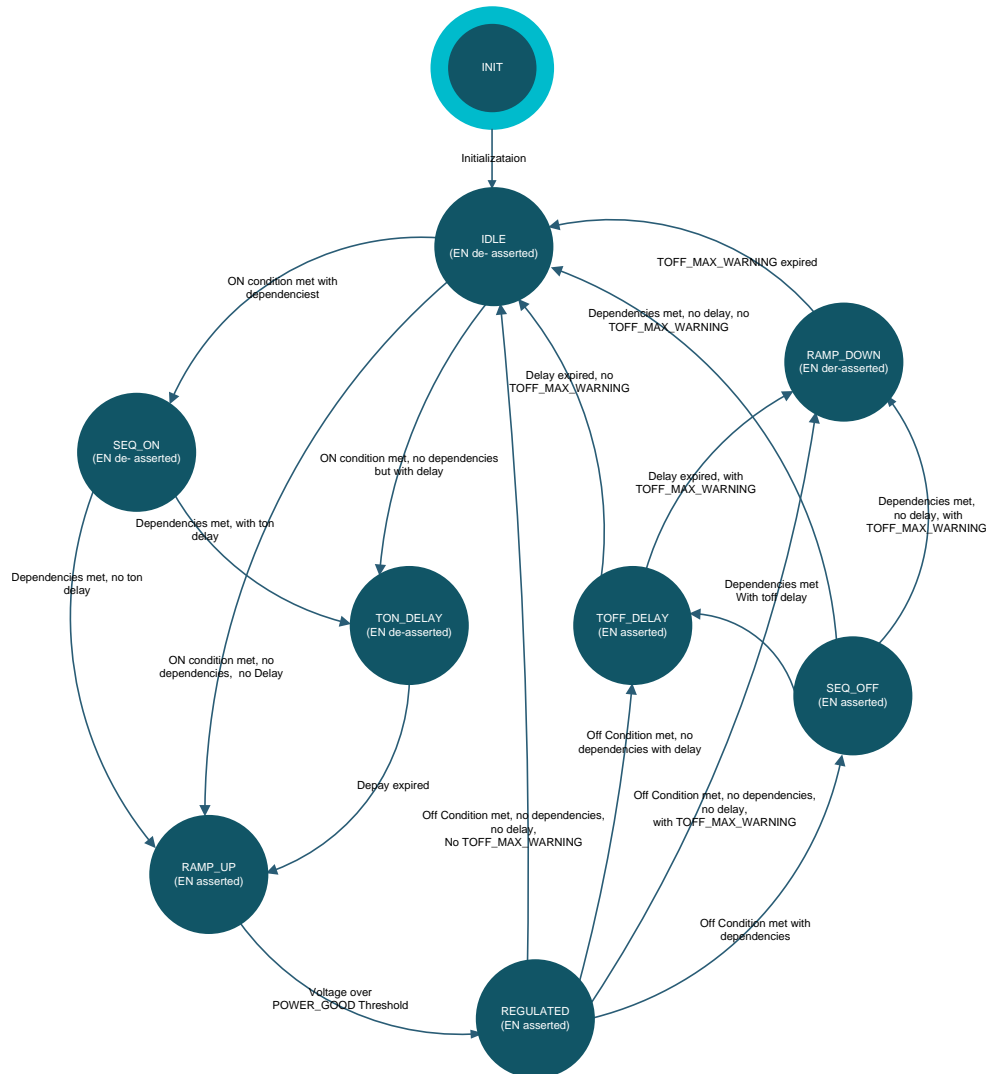 INIT
Initializataion
IDLE
(EN de- asserted)
TOFF_MAX_WARNING expired
ON condition met with
dependenciest
Dependencies met, no delay, no
TOFF_MAX_WARNING
RAMP_DOWN
(EN der-asserted)
Delay expired, no
TOFF_MAX_WARNING
SEQ_ON
(EN de- asserted)
ON condition met, no dependencies
but with delay
Delay expired, with
TOFF_MAX_WARNING
Dependencies met,
no delay, with
TOFF_MAX_WARNING
Dependencies met, with ton
delay
Dependencies met, no ton
delay
Dependencies met
With toff delay
TON_DELAY
(EN de-asserted)
TOFF_DELAY
(EN asserted)
ON condition met, no
dependencies,  no Delay
SEQ_OFF
(EN asserted)
Off Condition met, no
dependencies with delay
Depay expired
Off Condition met, no dependencies,
no delay,
No TOFF_MAX_WARNING
Off Condition met, no dependencies,
no delay,
with TOFF_MAX_WARNING
RAMP_UP
(EN asserted)
Off Condition met with
dependencies
Voltage over
POWER_GOOD Threshold
REGULATED
(EN asserted)